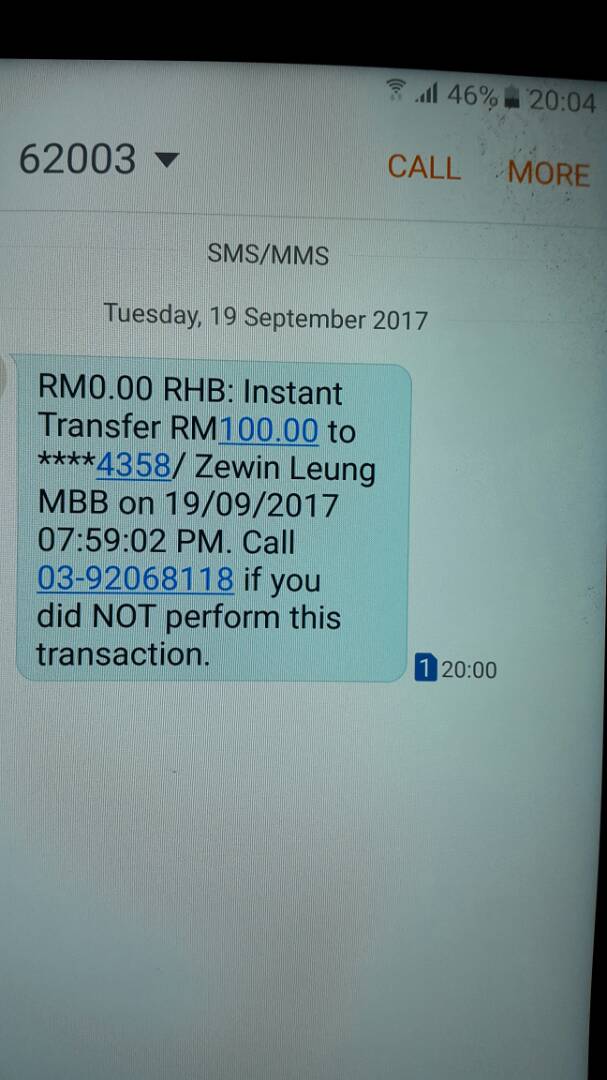 46% 20:04
62003 CALL MORE
SMS/MMS
Tuesday, 19 September 2017
RM0.00 RHB: Instant
Transfer RM100.00 to
****4358/ Zewin Leung
MBB on 19/09/2017
07:59:02 PM. Call
03-92068118 if you
did NOT perform this
transaction.
1 20:00